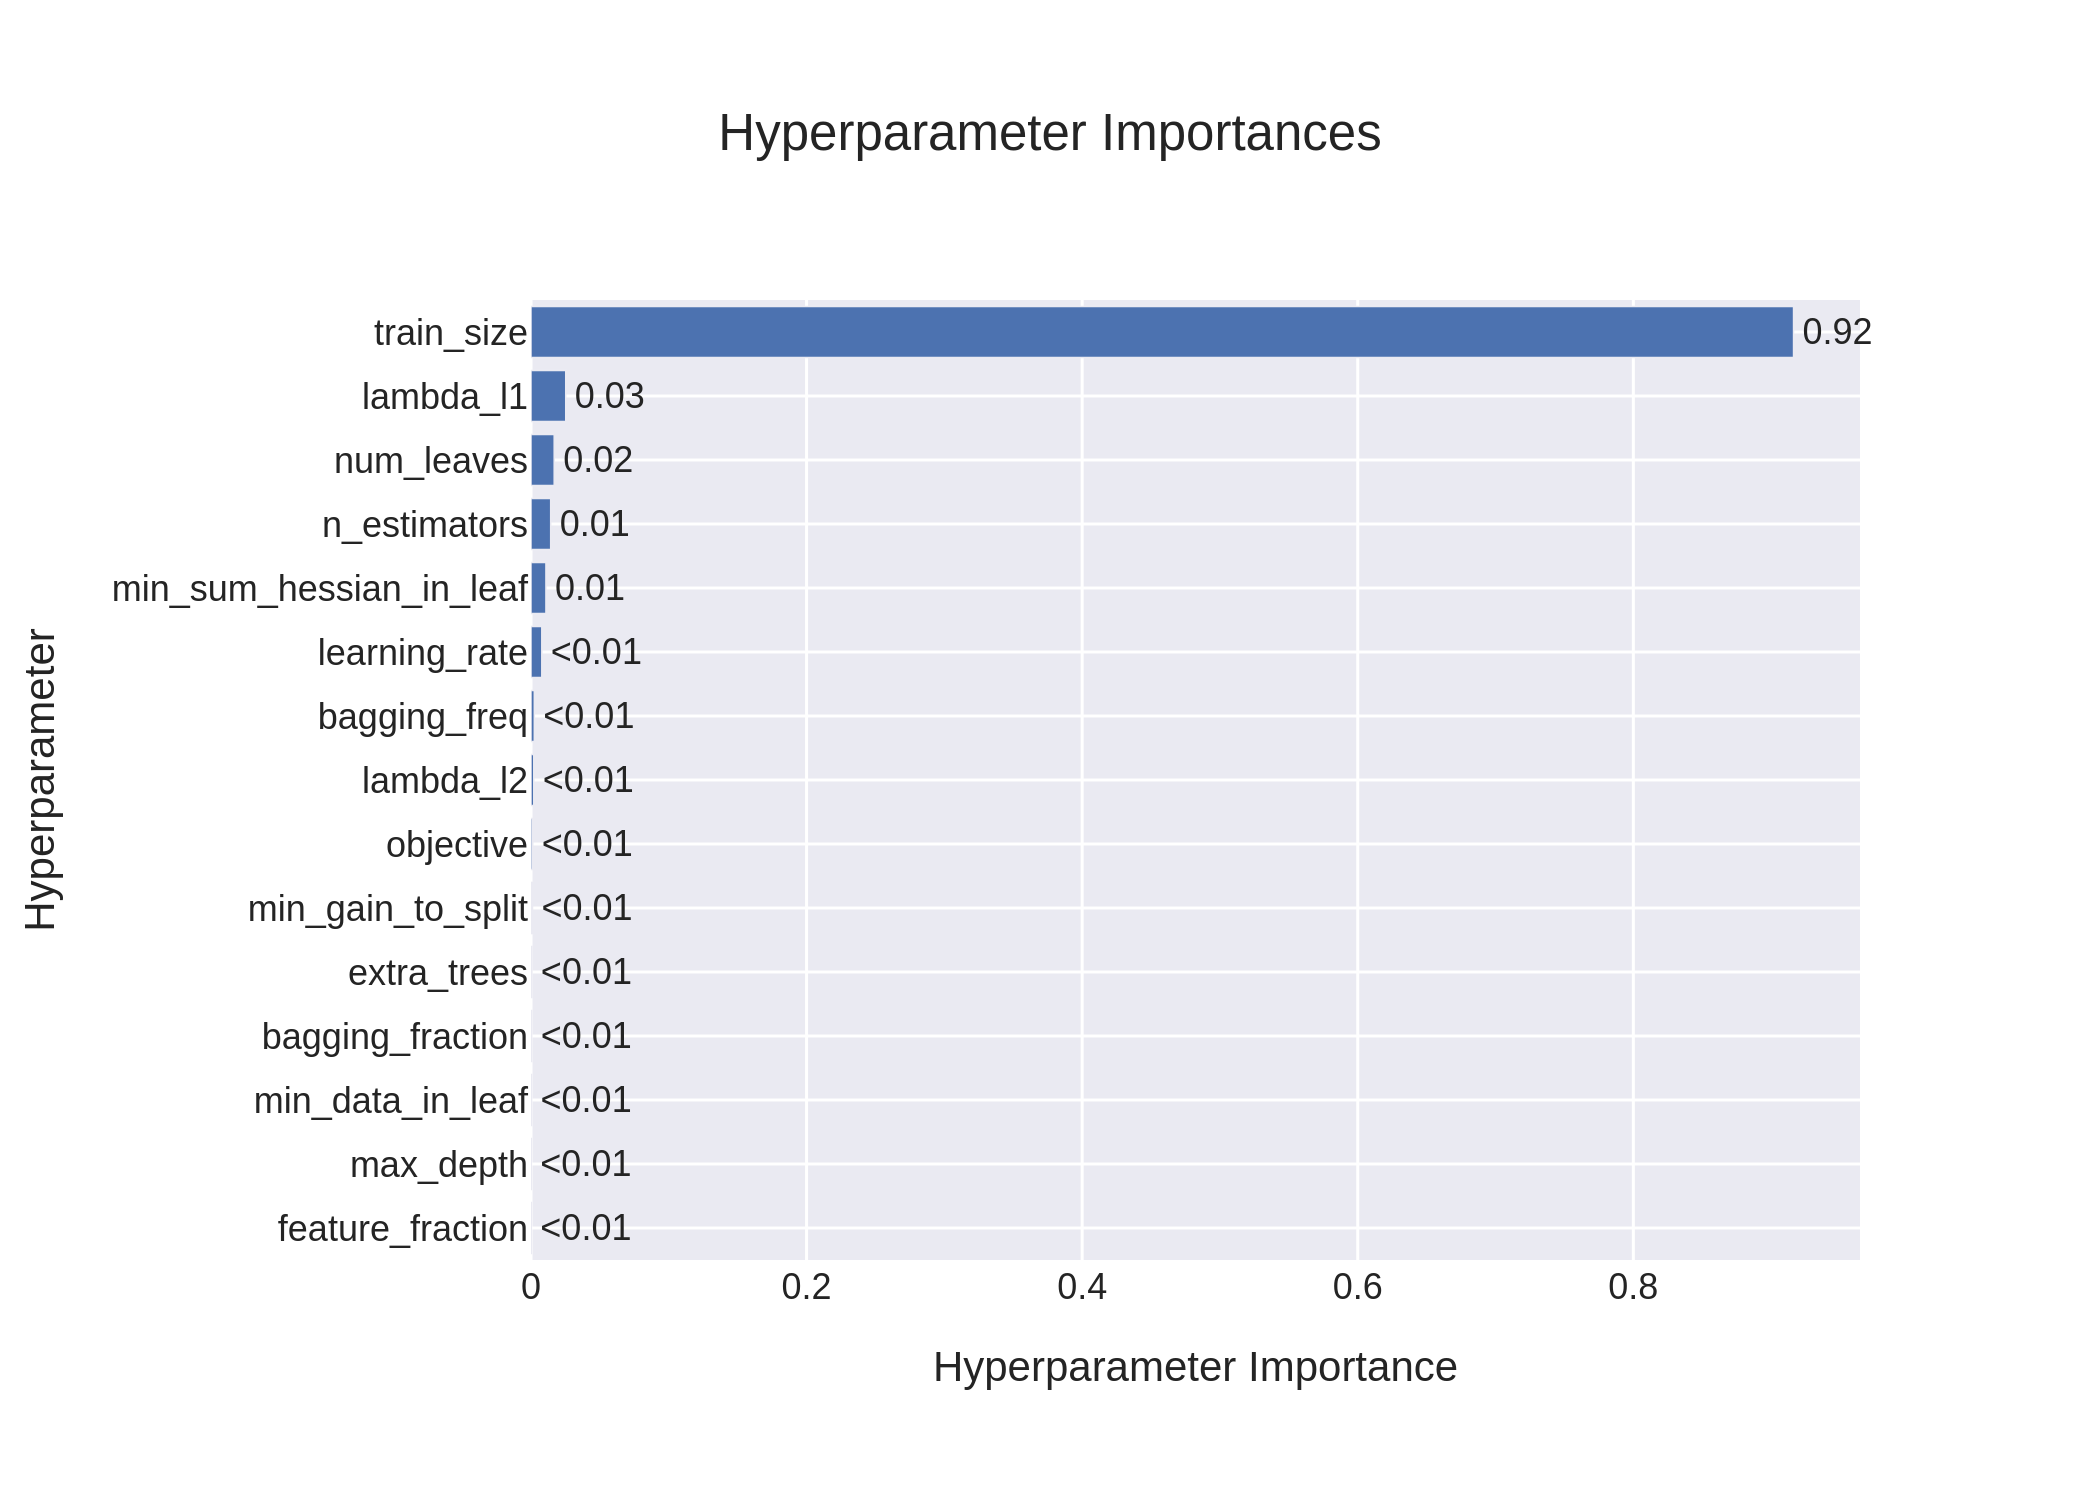 Hyperparameter Importances
train_size 0.92
lambda_l1 0.03
num_leaves 0.02
n_estimators 0.01
min_sum_hessian_in_leaf 0.01
learning_rate <0.01
bagging_freq <0.01
lambda_l2 <0.01
objective <0.01
min_gain_to_split <0.01
extra_trees <0.01
bagging_fraction <0.01
min_data_in_leaf <0.01
max_depth <0.01
feature_fraction <0.01
0 0.2 0.4 0.6 0.8
Hyperparameter Importance
Hyperparameter